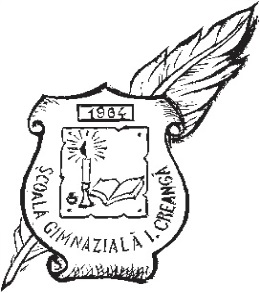 1964
ȘCOALA GIMNAZIALĂ I. CREANGĂ